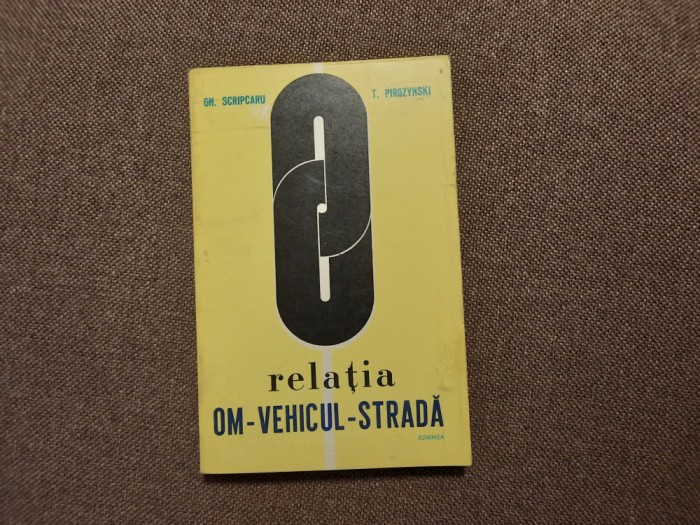 GH. SCRIPCARU
T. PIROZYNSKI
relația
OM-VEHICUL-STRADĂ
JUNIMEA